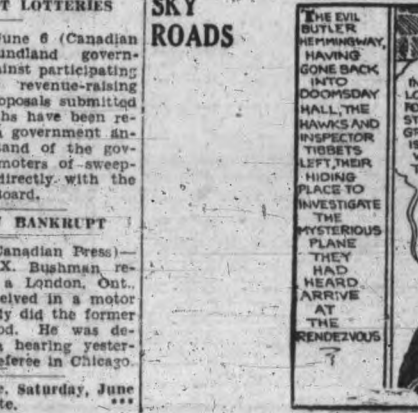 T LOTTERIES
June 6 (Canadian
undland govern-
ainst participating
revenue-raising
oposals submitted
hs have been re-
government an-
tand of the gov-
moters of sweep-
directly with the
Board.
BANKRUPT
Canadian Press)—
X. Bushman re-
a London, Ont.,
eived in a motor
ly did the former
od. He was de-
hearing yester-
eferee in Chicago.
e, Saturday, June
te. ***
SKY
ROADS
THE EVIL
BUTLER
HEMMINGWAY,
HAVING
GONE BACK
INTO
DOOMSDAY
HALL, THE
HAWKS AND
INSPECTOR
TIBBETS
LEFT THEIR
HIDING
PLACE TO
INVESTIGATE
THE
MYSTERIOUS
PLANE
THEY
HAD
HEARD
ARRIVE
AT
THE
RENDEZVOUS